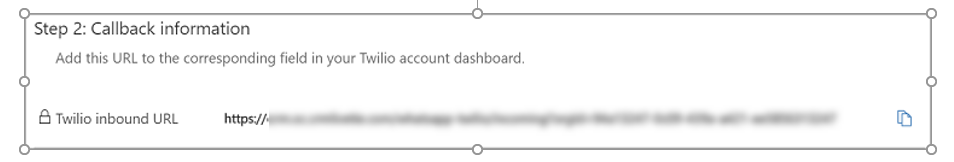 Step 2: Callback information
Add this URL to the corresponding field in your Twilio account dashboard.
Twilio inbound URL https://